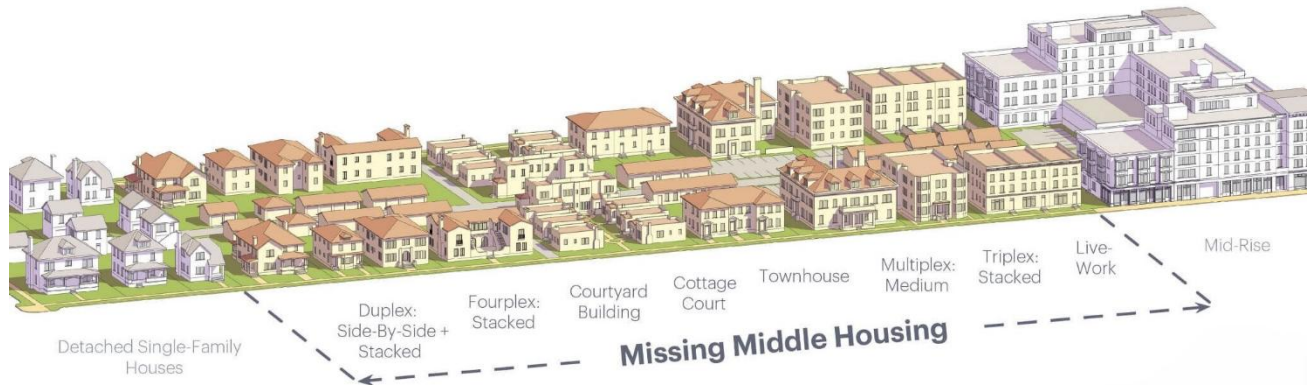 Detached Single-Family
Houses
Duplex:
Side-By-Side +
Stacked
Fourplex:
Stacked
Courtyard
Building
Cottage
Court
Townhouse
Multiplex:
Medium
Triplex:
Stacked
Live-
Work
Mid-Rise
Missing Middle Housing